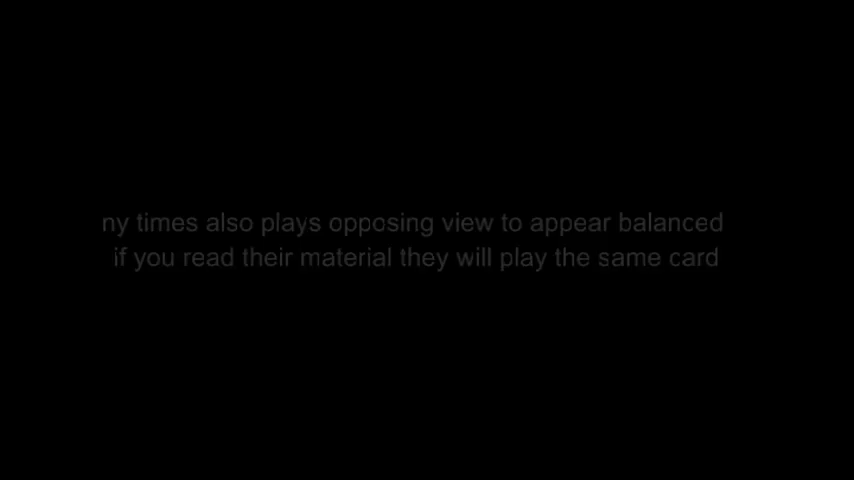 ny times also plays opposing view to appear balanced
if you read their material they will play the same card